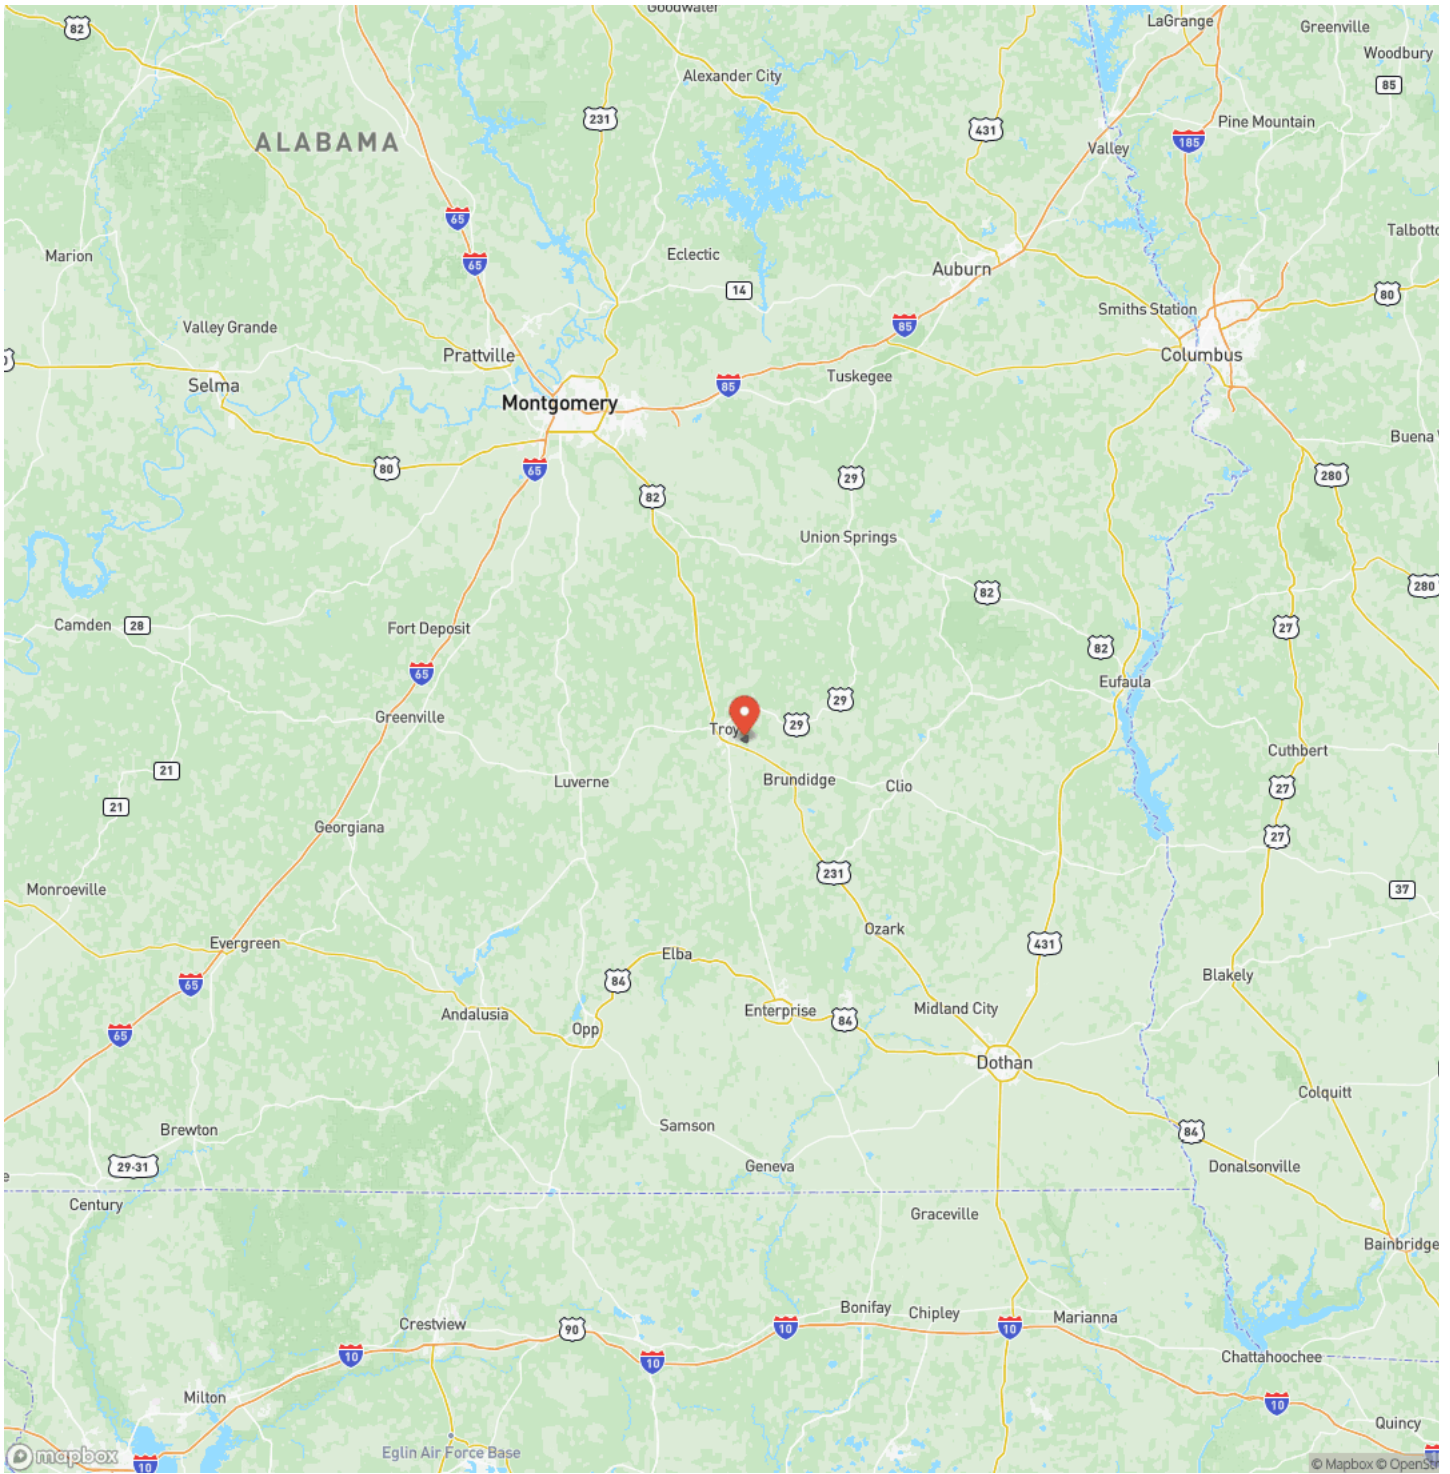 Goodwater
LaGrange
Greenville
82
Woodbury
Alexander City
85
231
Pine Mountain
431
ALABAMA
185
Valley
65
Talbotto
Marion
Eclectic
65
Auburn
14
80
Smiths Station
Valley Grande
85
Prattville
Columbus
Selma
Tuskegee
85
Montgomery
Buena
80
65
29
280
82
Union Springs
280
82
Camden
28
Fort Deposit
27
82
65
Eufaula
29
Greenville
29
Troy
Cuthbert
21
Luverne
Brundidge
Clio
27
21
Georgiana
27
231
Monroeville
37
Ozark
Evergreen
431
Elba
Blakely
84
65
Andalusia
Enterprise
Midland City
84
Opp
65
Dothan
Colquitt
Samson
Brewton
84
29-31
Geneva
Donalsonville
Century
Graceville
Bainbridge
Bonifay
Chipley
Marianna
Crestview
90
10
10
10
10
Chattahoochee
Milton
10
Quincy
Eglin Air Force Base
mapbox
10
© Mapbox © OpenStr